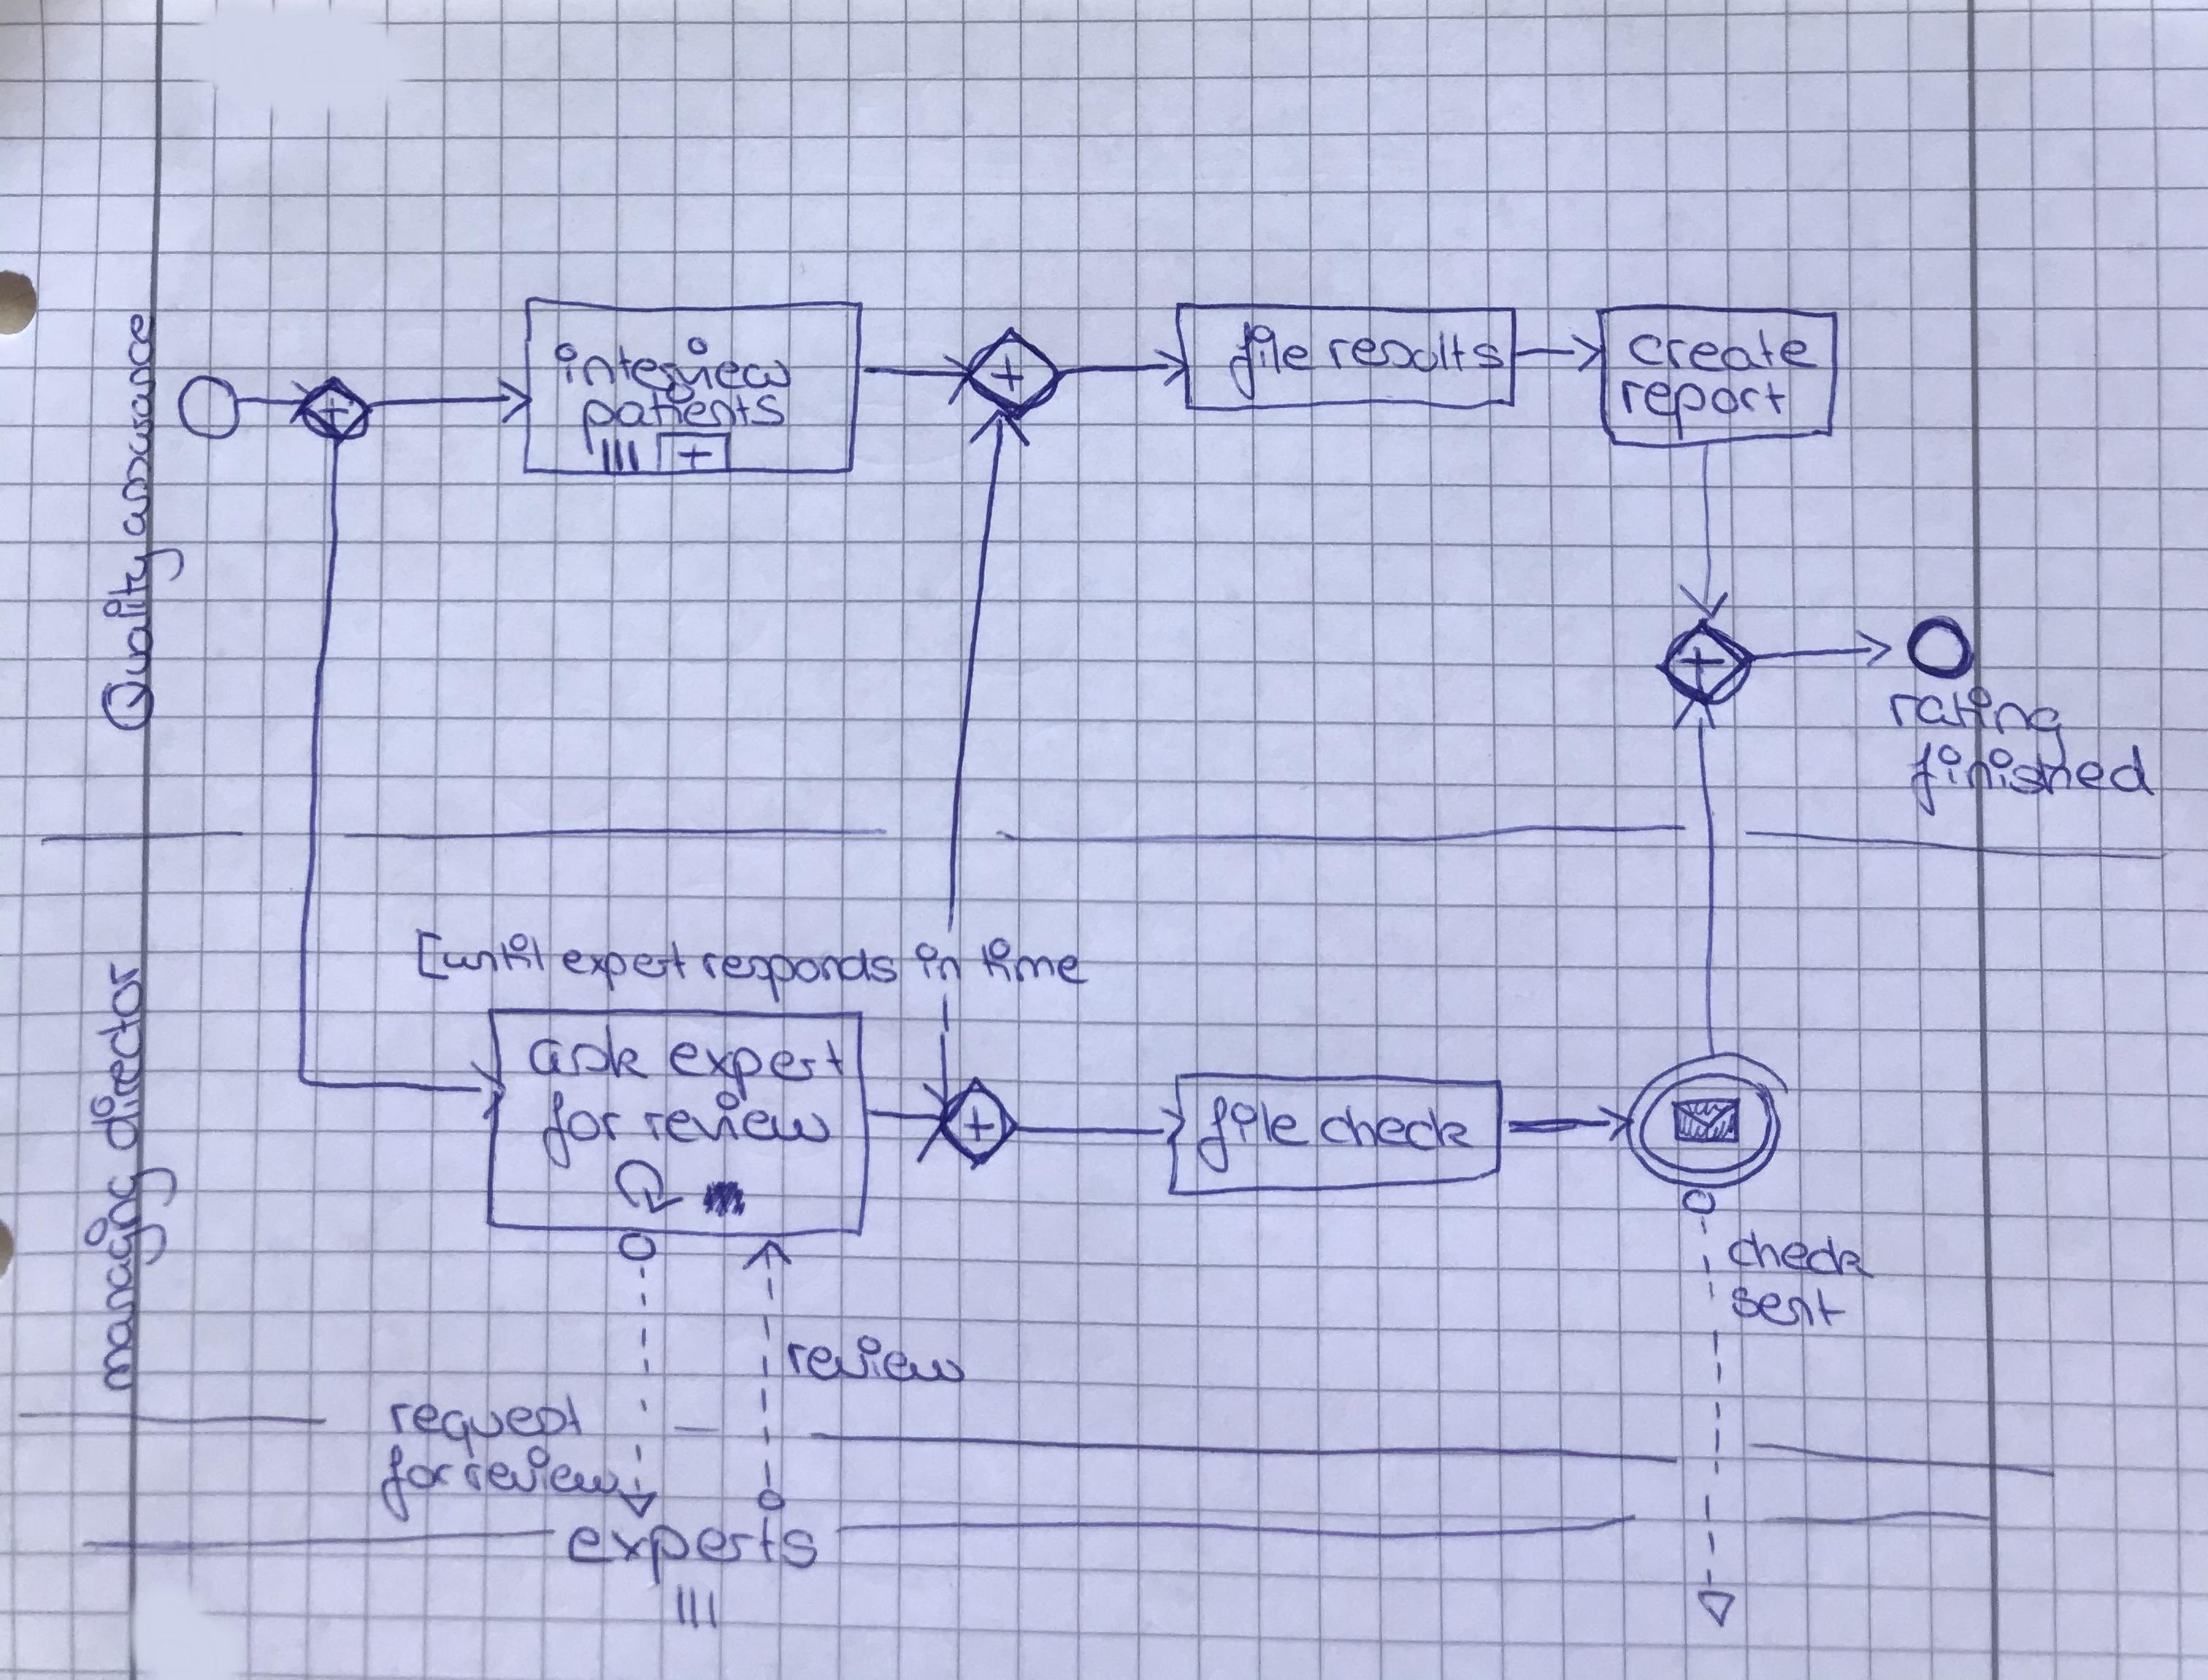 Quality assurance
interview
patients
file results
create
report
rating
finished
managing director
[until expert responds in time
ask expert
for review
file check
check
sent
review
request
for review
experts